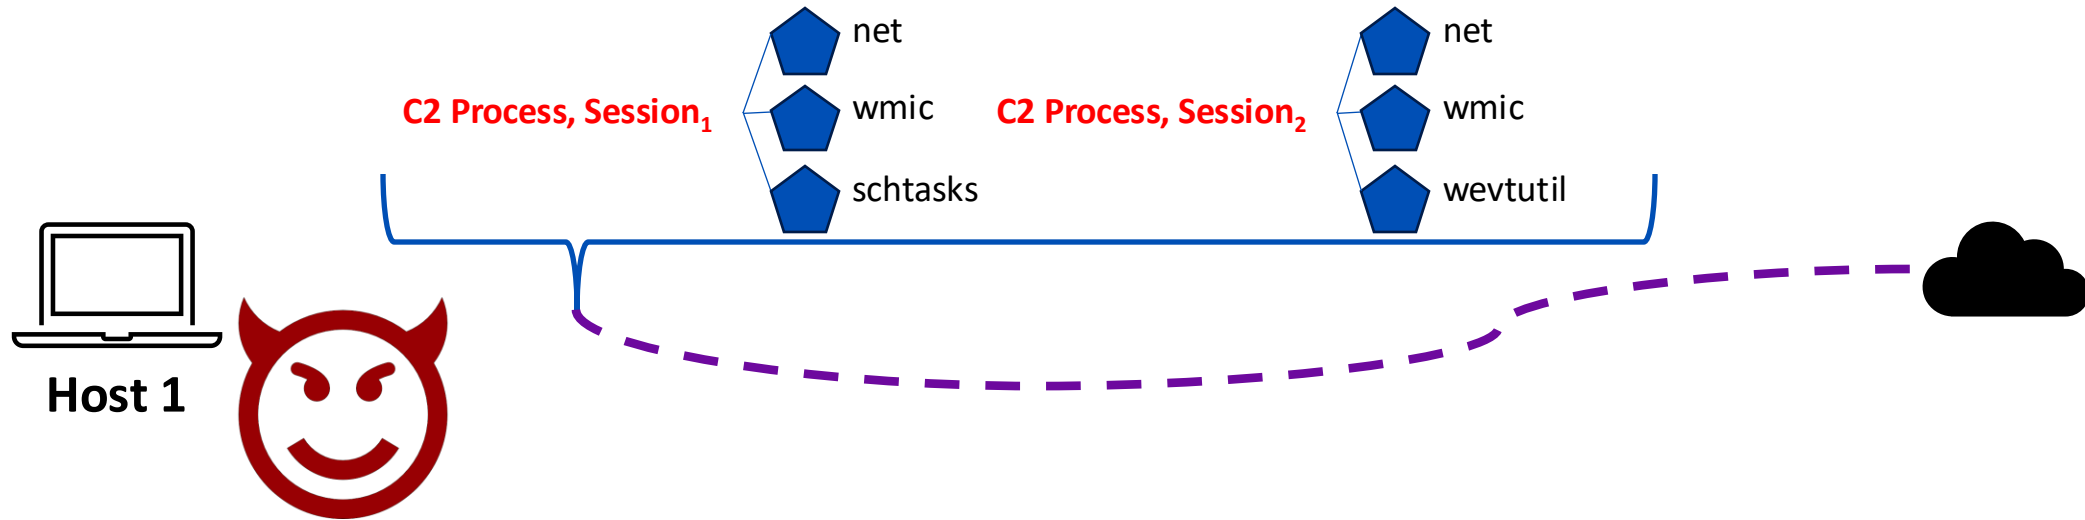 net
C2 Process, Session₁
wmic
schtasks
net
C2 Process, Session₂
wmic
wevtutil
Host 1